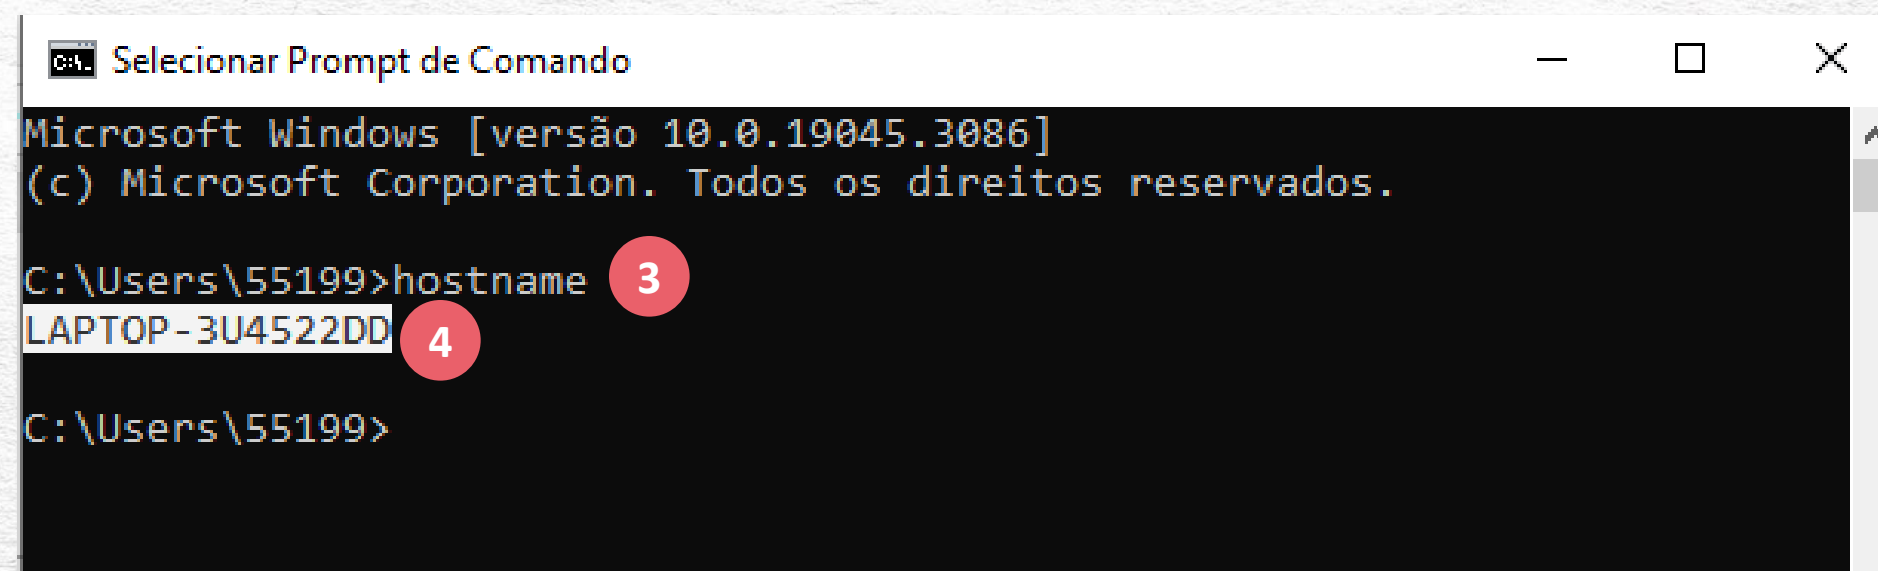 Selecionar Prompt de Comando
Microsoft Windows [versão 10.0.19045.3086]
(c) Microsoft Corporation. Todos os direitos reservados.
C:\Users\55199>hostname 3
LAPTOP-3U4522DD 4
C:\Users\55199>